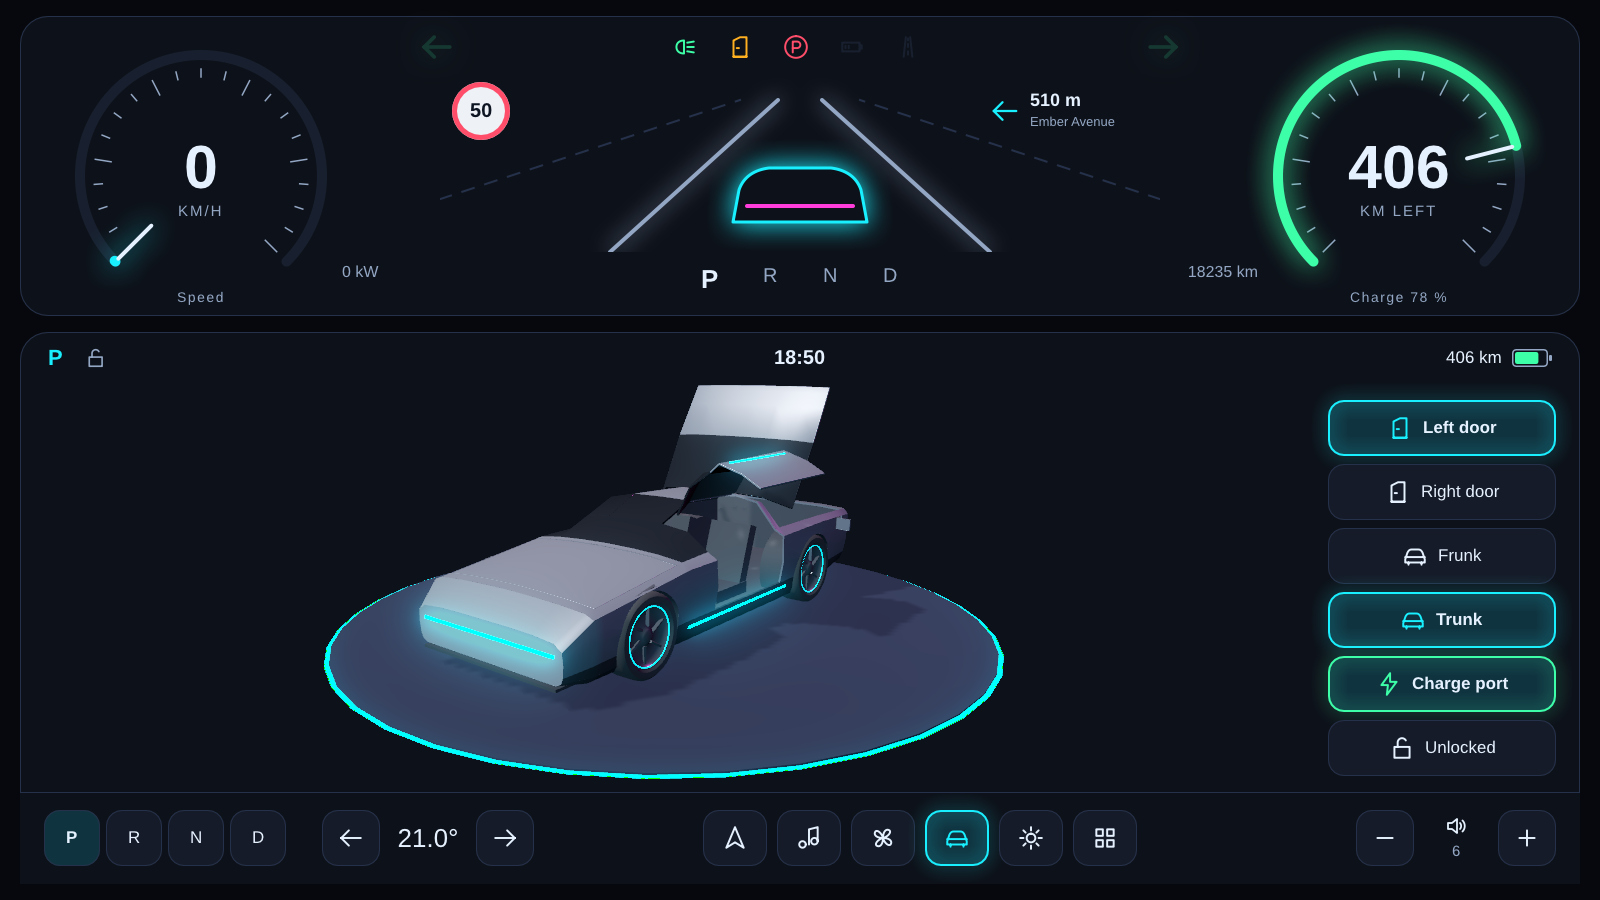 50
510 m
Ember Avenue
0
KM/H
406
KM LEFT
P R N D
0 kW
18235 km
Speed
Charge 78 %
P
18:50
406 km
Left door
Right door
Frunk
Trunk
Charge port
Unlocked
P R N D
21.0°
6